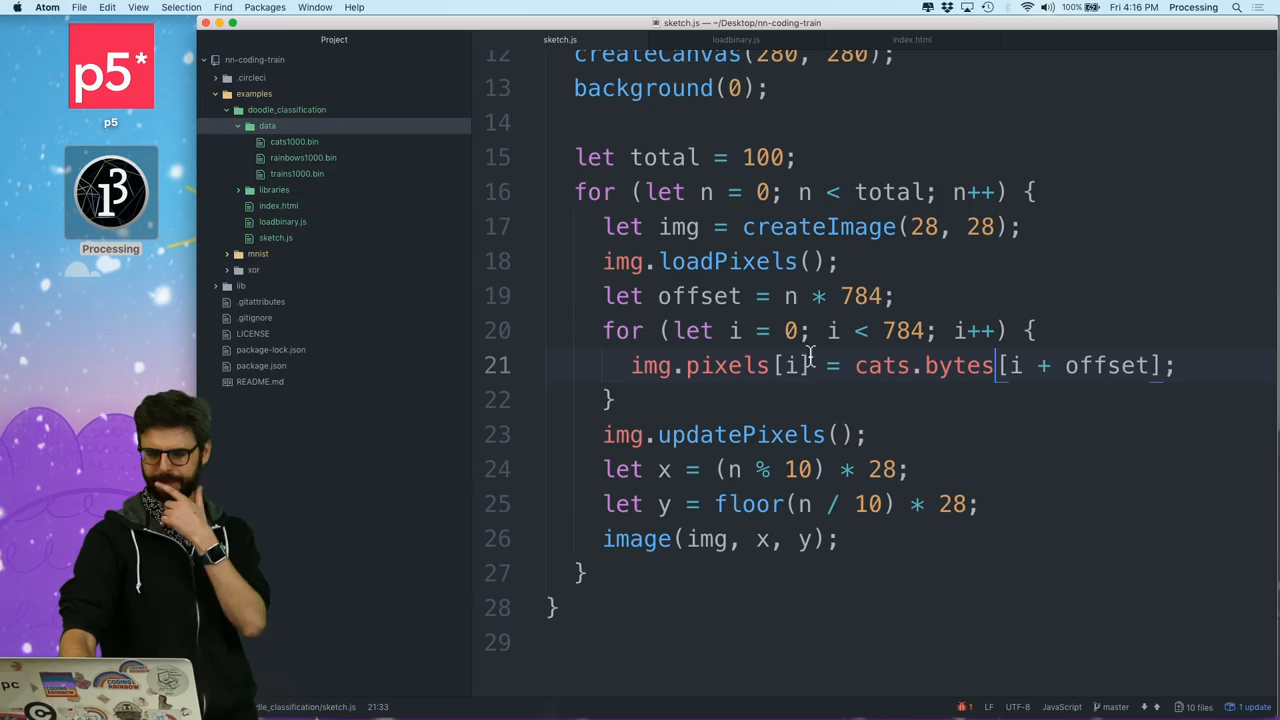 Atom File Edit View Selection Find Packages Window Help 100% Fri 4:16 PM Processing
sketch.js — ~/Desktop/nn-coding-train
Project
sketch.js loadbinary.js index.html
p5*
p5
Processing
nn-coding-train
.circleci
examples
doodle_classification
data
cats1000.bin
rainbows1000.bin
trains1000.bin
libraries
index.html
loadbinary.js
sketch.js
mnist
xor
lib
.gitattributes
.gitignore
LICENSE
package-lock.json
package.json
README.md
12 createCanvas(280, 280);
13 background(0);
14
15 let total = 100;
16 for (let n = 0; n < total; n++) {
17 let img = createImage(28, 28);
18 img.loadPixels();
19 let offset = n * 784;
20 for (let i = 0; i < 784; i++) {
21 img.pixels[i] = cats.bytes[i + offset];
22 }
23 img.updatePixels();
24 let x = (n % 10) * 28;
25 let y = floor(n / 10) * 28;
26 image(img, x, y);
27 }
28 }
29
dle_classification/sketch.js 21:33 1 LF UTF-8 JavaScript master 10 files 1 update